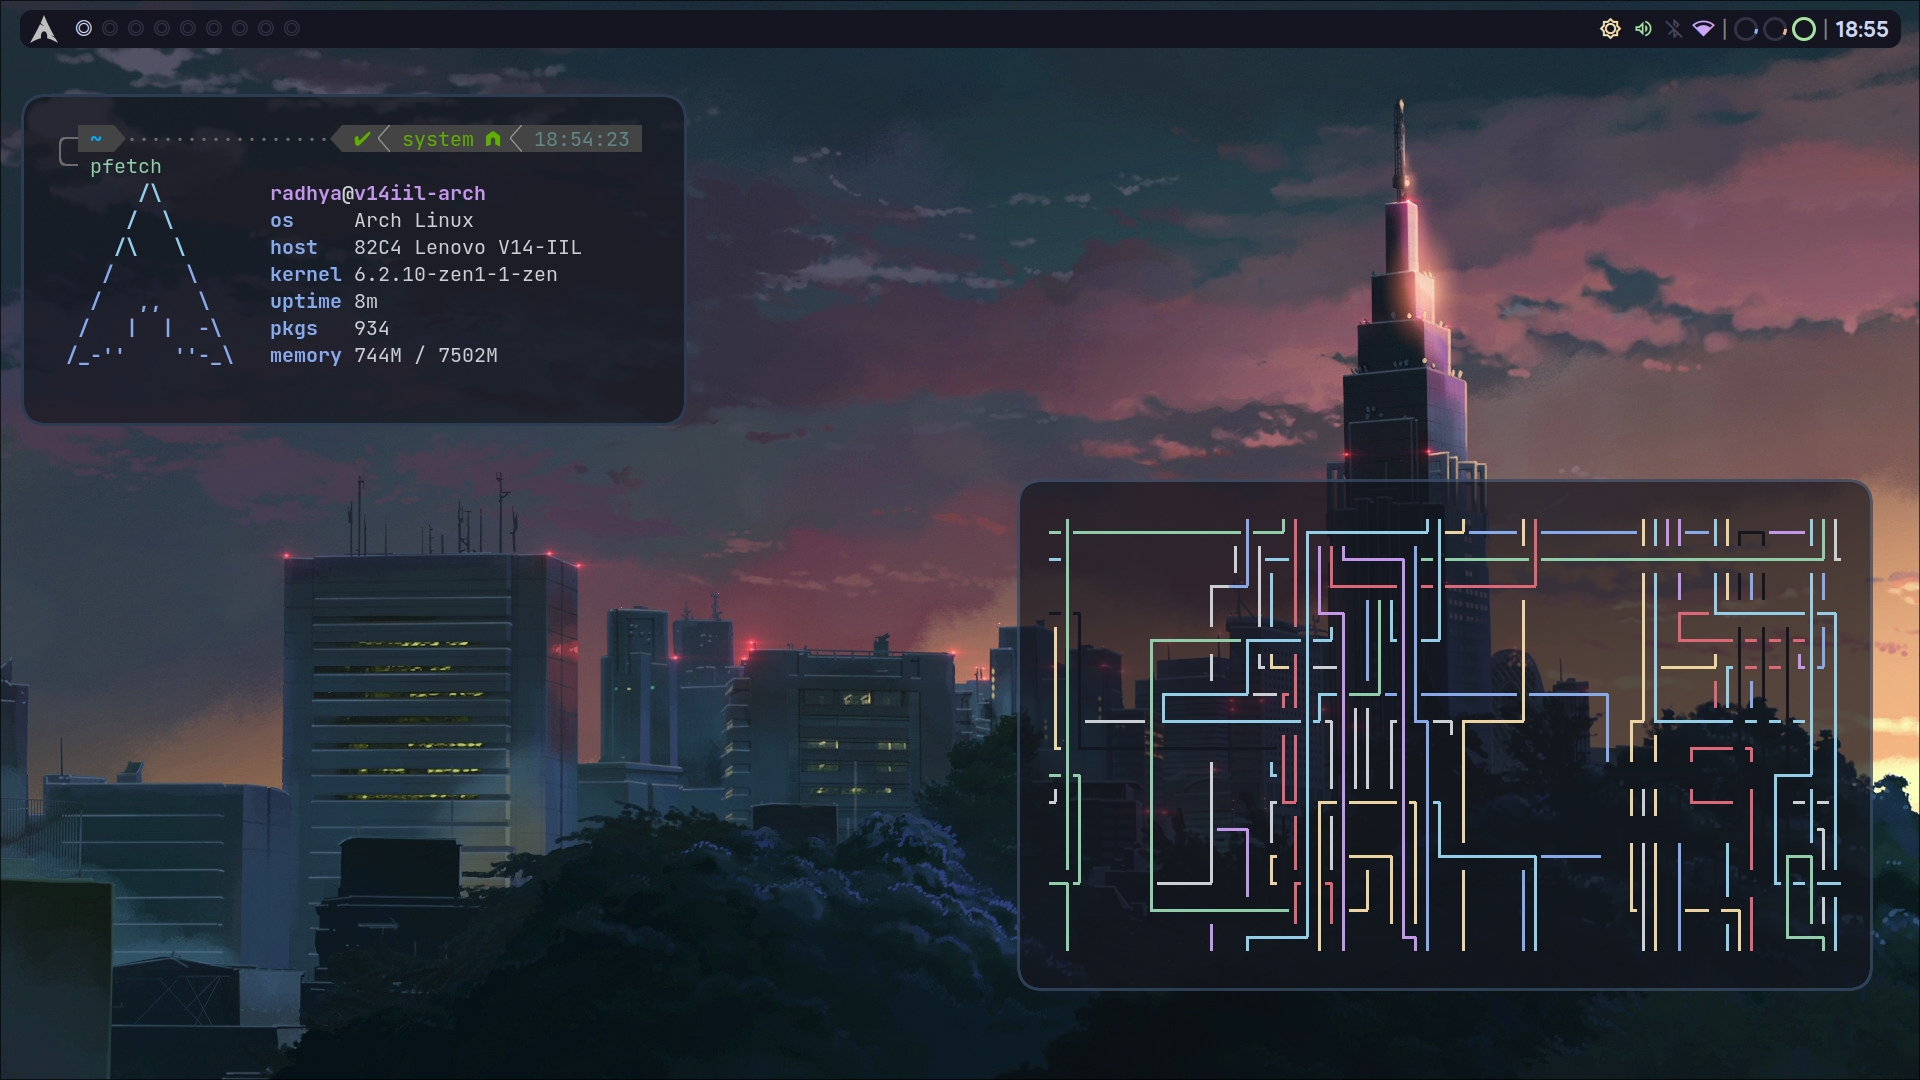 18:55
~ ✔ system 18:54:23
pfetch
radhya@v14iil-arch
os Arch Linux
host 82C4 Lenovo V14-IIL
kernel 6.2.10-zen1-1-zen
uptime 8m
pkgs 934
memory 744M / 7502M